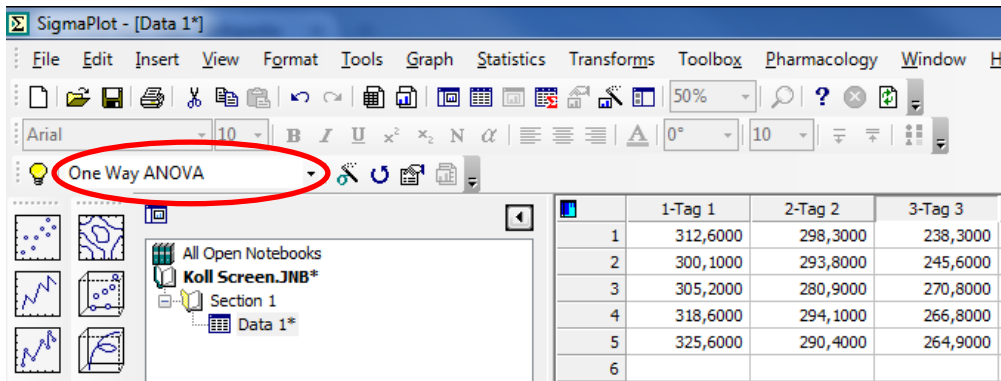 SigmaPlot - [Data 1*]
File Edit Insert View Format Tools Graph Statistics Transforms Toolbox Pharmacology Window H
50%
Arial 10 B I U x² ×₂ N α A 0° 10
One Way ANOVA
1-Tag 1 2-Tag 2 3-Tag 3
All Open Notebooks
Koll Screen.JNB*
Section 1
Data 1*
1 312,6000 298,3000 238,3000
2 300,1000 293,8000 245,6000
3 305,2000 280,9000 270,8000
4 318,6000 294,1000 266,8000
5 325,6000 290,4000 264,9000
6